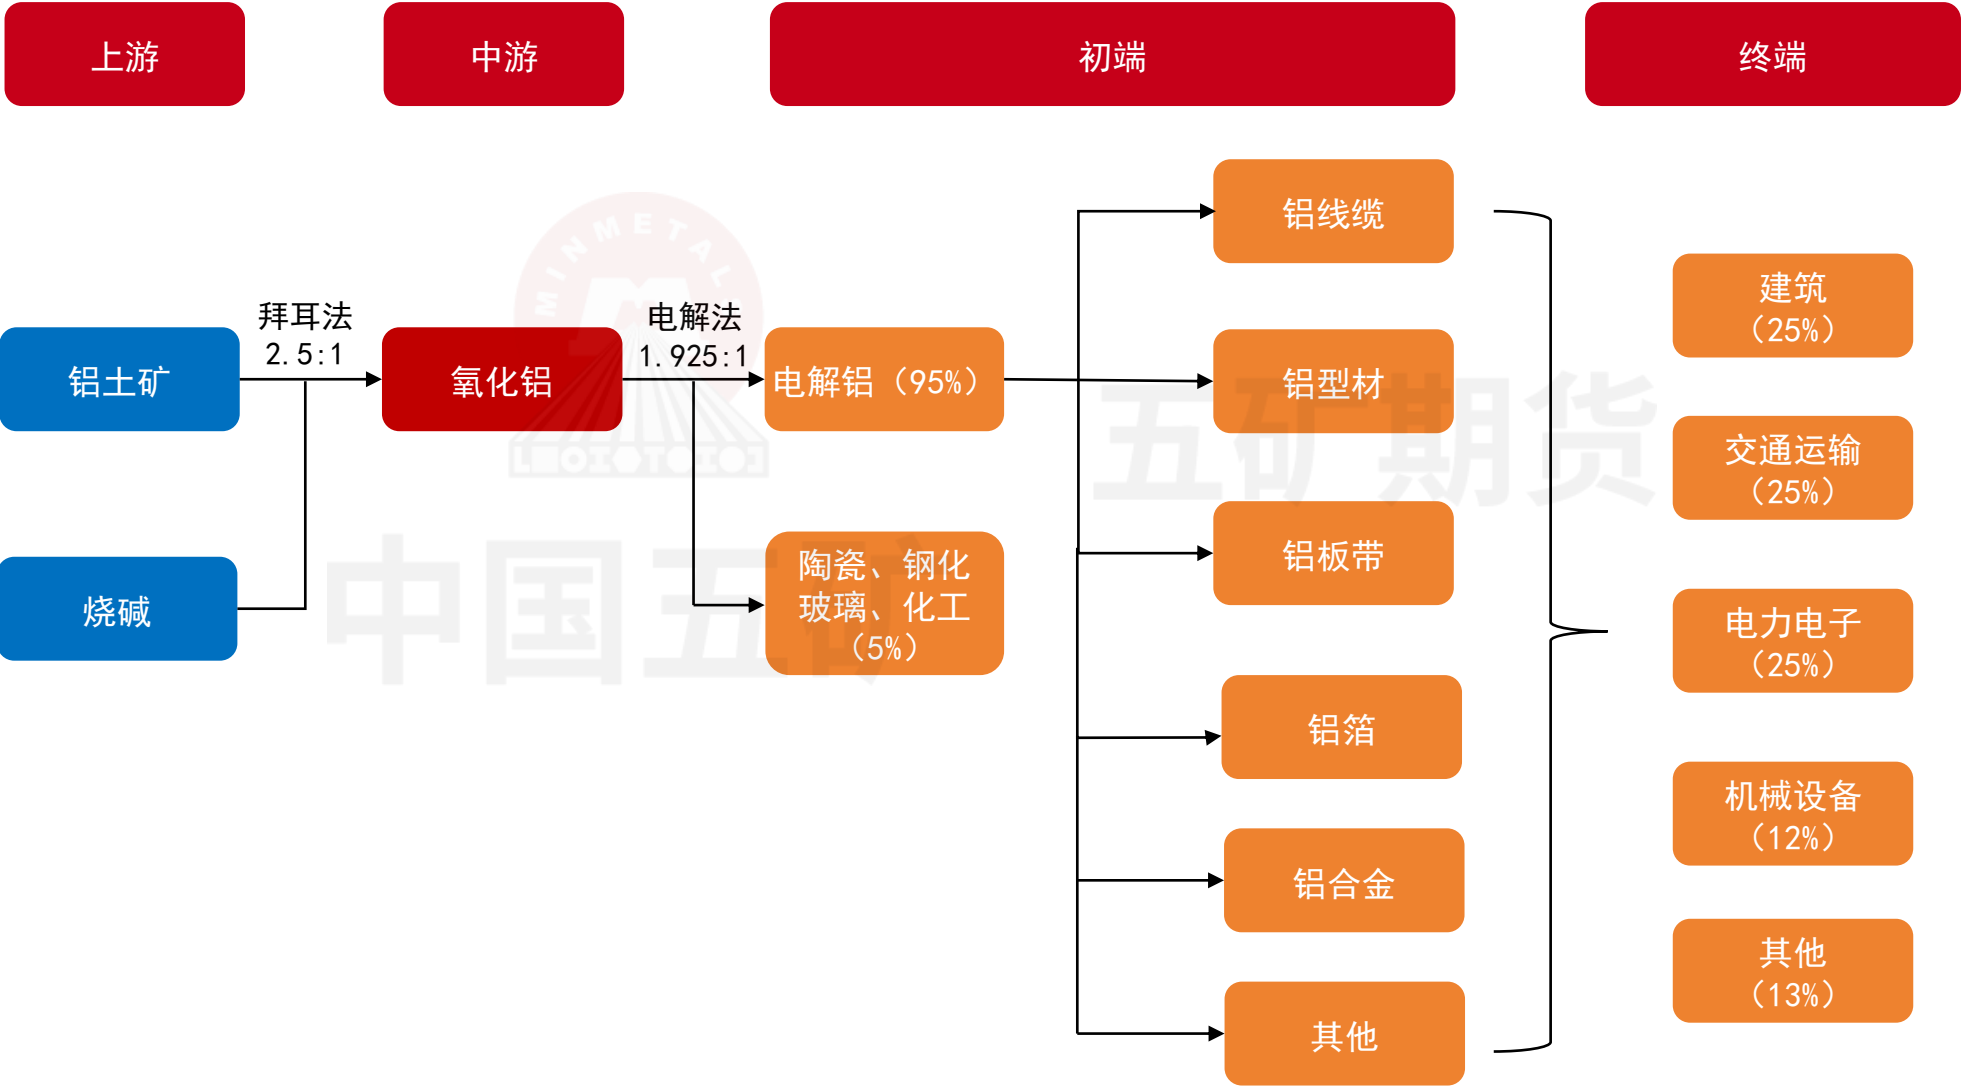 上游
中游
初端
终端
铝土矿
烧碱
拜耳法
2.5:1
氧化铝
电解法
1.925:1
电解铝（95%）
陶瓷、钢化
玻璃、化工
（5%）
铝线缆
铝型材
铝板带
铝箔
铝合金
其他
建筑
（25%）
交通运输
（25%）
电力电子
（25%）
机械设备
（12%）
其他
（13%）
MINMETALS
中国五矿
五矿期货